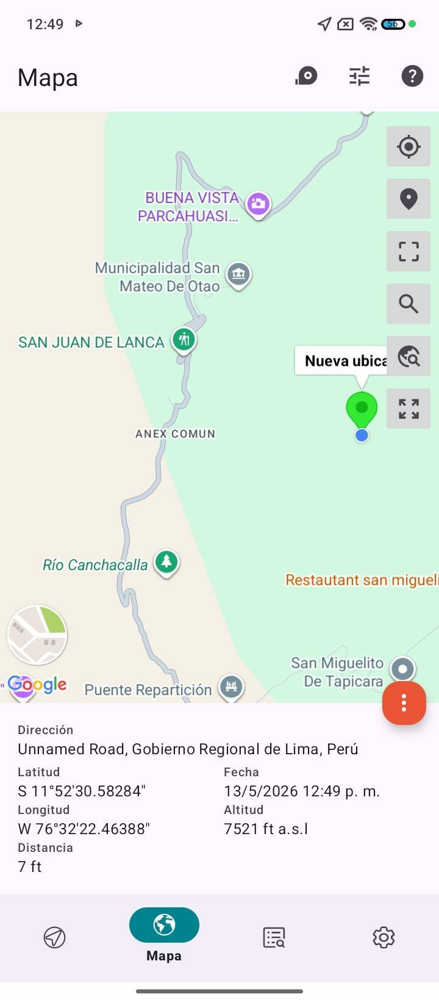 12:49
56
Mapa
BUENA VISTA
PARCAHUASI...
Municipalidad San
Mateo De Otao
SAN JUAN DE LANCA
Nueva ubica
ANEX COMUN
Río Canchacalla
Restautant san migueli
San Miguelito
De Tapicara
"
Google
Puente Repartición
Dirección
Unnamed Road, Gobierno Regional de Lima, Perú
Latitud
S 11°52'30.58284"
Fecha
13/5/2026 12:49 p. m.
Longitud
W 76°32'22.46388"
Altitud
7521 ft a.s.l
Distancia
7 ft
Mapa